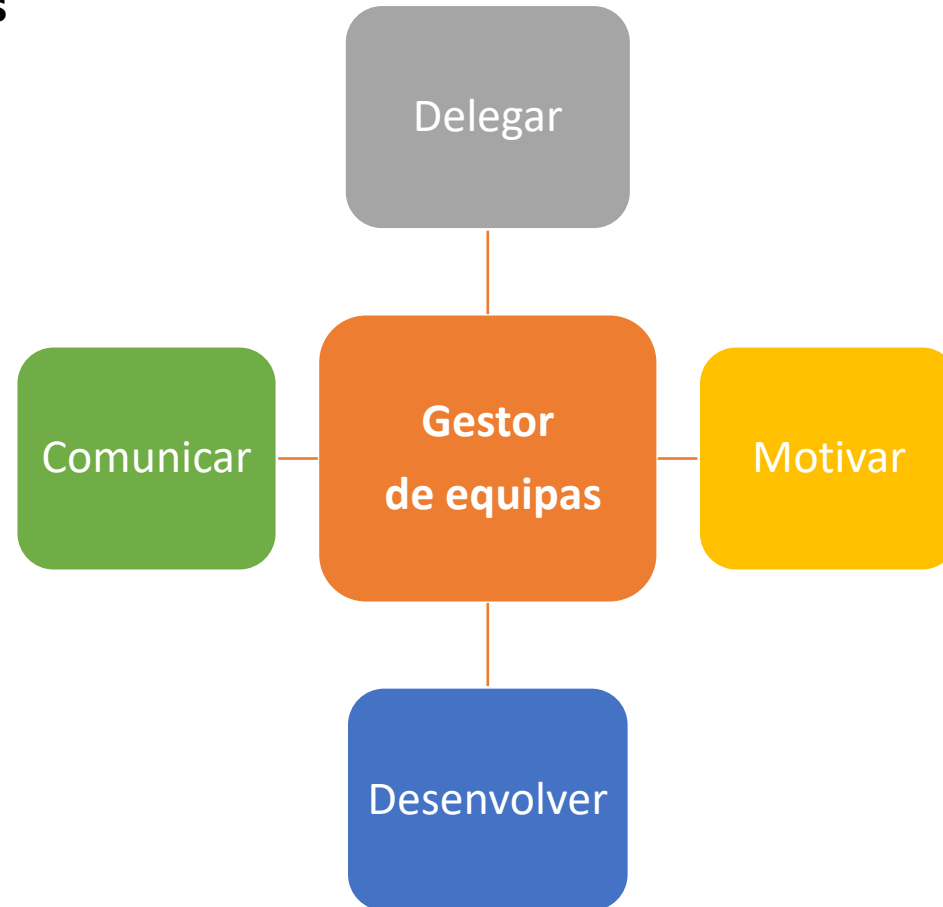 s
Delegar
Comunicar
Gestor
de equipas
Motivar
Desenvolver